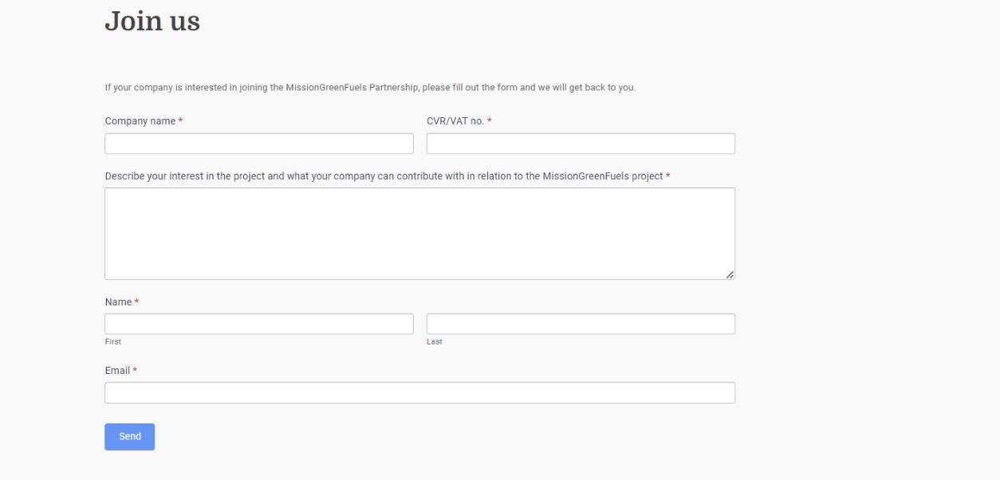 Join us
If your company is interested in joining the MissionGreenFuels Partnership, please fill out the form and we will get back to you.
Company name *
CVR/VAT no. *
Describe your interest in the project and what your company can contribute with in relation to the MissionGreenFuels project *
Name *
First
Last
Email *
Send